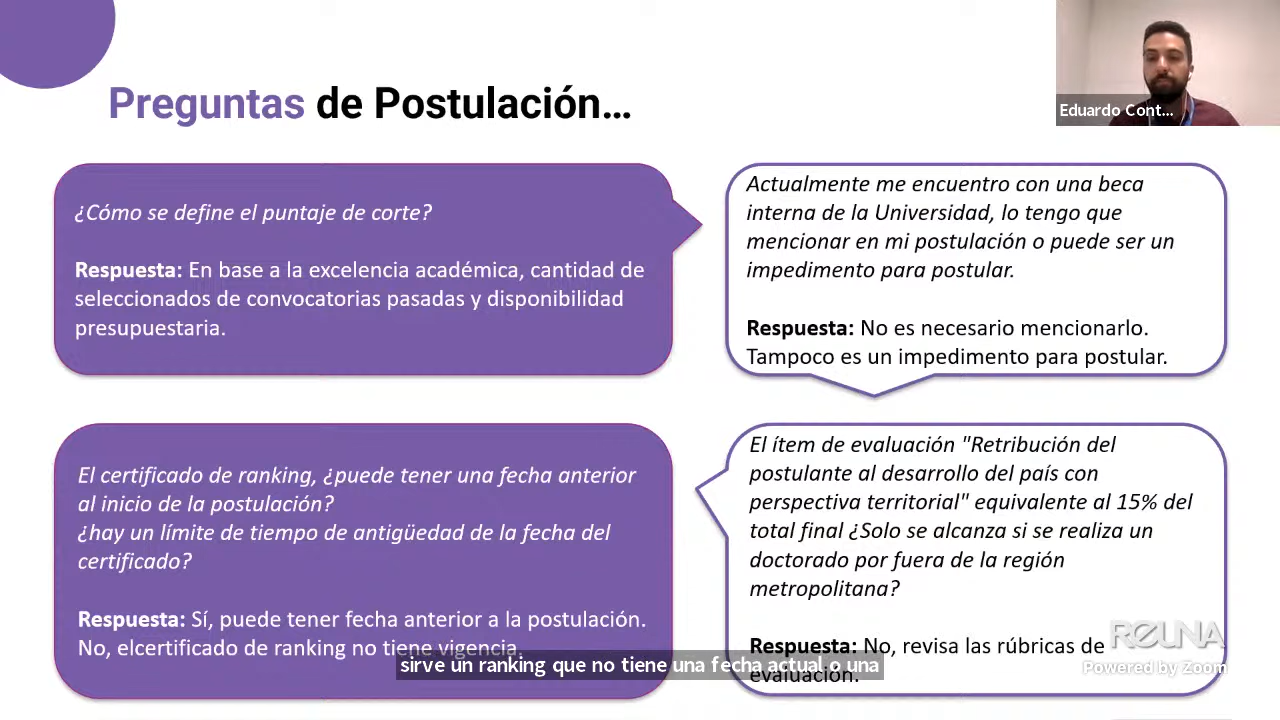 Preguntas de Postulación...
Eduardo Cont...
¿Cómo se define el puntaje de corte?
Respuesta: En base a la excelencia académica, cantidad de
seleccionados de convocatorias pasadas y disponibilidad
presupuestaria.
Actualmente me encuentro con una beca
interna de la Universidad, lo tengo que
mencionar en mi postulación o puede ser un
impedimento para postular.
Respuesta: No es necesario mencionarlo.
Tampoco es un impedimento para postular.
El certificado de ranking, ¿puede tener una fecha anterior
al inicio de la postulación?
¿hay un límite de tiempo de antigüedad de la fecha del
certificado?
Respuesta: Sí, puede tener fecha anterior a la postulación.
No, elcertificado de ranking no tiene vigencia.
El ítem de evaluación "Retribución del
postulante al desarrollo del país con
perspectiva territorial" equivalente al 15% del
total final ¿Solo se alcanza si se realiza un
doctorado por fuera de la región
metropolitana?
Respuesta: No, revisa las rúbricas de
evaluación.
sirve un ranking que no tiene una fecha actual o una
REUNA
Powered by Zoom